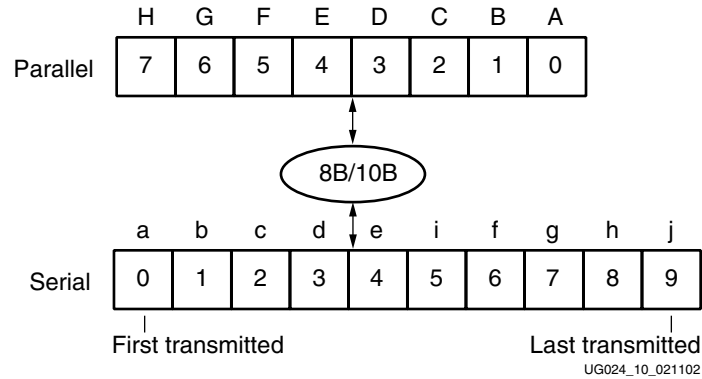 H G F E D C B A
Parallel 7 6 5 4 3 2 1 0
8B/10B
a b c d e i f g h j
Serial 0 1 2 3 4 5 6 7 8 9
First transmitted Last transmitted
UG024_10_021102